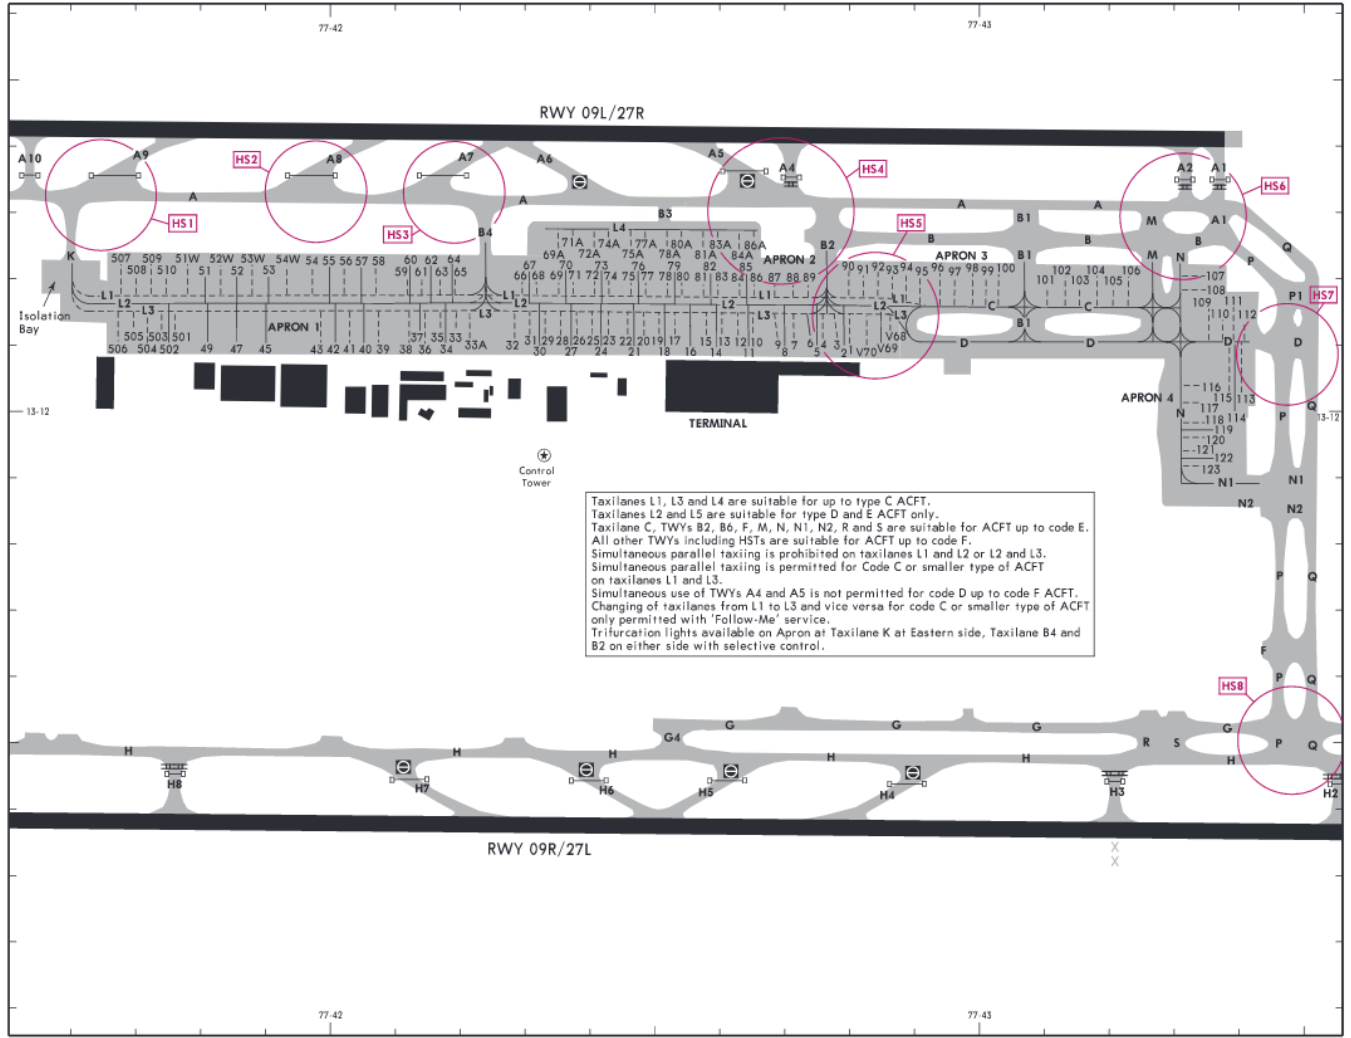 77-42 77-43
RWY 09L/27R
A10 A9 HS2 A8 A7 A6 A5 A4 HS4 A2 A1
HS6
A A A A
HS1 HS3 B3 B1 M A1
L4 HS5
B4 B2 B B B Q
K 71A 74A 77A 80A 83A 86A
APRON 2 B1 APRON 3 M N P
69A 72A 75A 78A 81A 84A
507 509 51W 52W 53W 54W 54 55 56 57 58 60 62 64 67 70 73 76 79 82 85 90 91 92 93 94 95 96 97 98 99 100 102 104 106
508 510 51 52 53 59 61 63 65 66 68 69 71 72 74 75 77 78 80 81 83 84 86 87 88 89 101 103 105 107
108
L1 L1 L1 L1 P1 HS7
L2 L2 L2 L2 C C 109 111
L3 L3 L3 L3 110 112
Isolation
Bay
APRON 1 B1
505 503 501 37 35 33 32 31 29 28 26 25 23 22 20 19 17 15 13 12 10 9 7 6 4 3 V68
506 504 502 49 47 45 43 42 41 40 39 38 36 34 33A 30 27 24 21 18 16 14 11 8 5 2 1 V70 V69
D D D D
116
APRON 4 115 113
117 114
N P Q
118
119
120
121
122
123
13-12 13-12
TERMINAL
Control
Tower
N1 N1
N2 N2
Taxilanes L1, L3 and L4 are suitable for up to type C ACFT.
Taxilanes L2 and L5 are suitable for type D and E ACFT only.
Taxilane C, TWYs B2, B6, F, M, N, N1, N2, R and S are suitable for ACFT up to code E.
All other TWYs including HSTs are suitable for ACFT up to code F.
Simultaneous parallel taxiing is prohibited on taxilanes L1 and L2 or L2 and L3.
Simultaneous parallel taxiing is permitted for Code C or smaller type of ACFT
on taxilanes L1 and L3.
Simultaneous use of TWYs A4 and A5 is not permitted for code D up to code F ACFT.
Changing of taxilanes from L1 to L3 and vice versa for code C or smaller type of ACFT
only permitted with 'Follow-Me' service.
Trifurcation lights available on Apron at Taxilane K at Eastern side, Taxilane B4 and
B2 on either side with selective control.
P Q
F
P Q
HS8
G G G G
G4 R S P Q
H H H H H H
H8 H7 H6 H5 H4 H3 H2
RWY 09R/27L
X
X
77-42 77-43